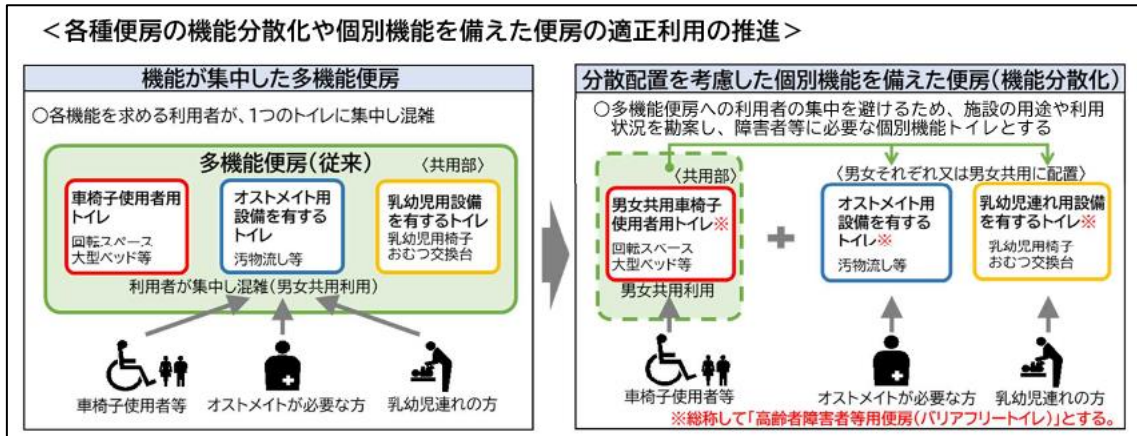 ＜各種便房の機能分散化や個別機能を備えた便房の適正利用の推進＞
機能が集中した多機能便房
○各機能を求める利用者が、1つのトイレに集中し混雑
多機能便房(従来)
〈共用部〉
車椅子使用者用
トイレ
回転スペース
大型ベッド等
オストメイト用
設備を有する
トイレ
汚物流し等
乳幼児用設備
を有するトイレ
乳幼児用椅子
おむつ交換台
利用者が集中し混雑(男女共用利用)
車椅子使用者等
オストメイトが必要な方
乳幼児連れの方
分散配置を考慮した個別機能を備えた便房(機能分散化)
○多機能便房への利用者の集中を避けるため、施設の用途や利用
状況を勘案し、障害者等に必要な個別機能トイレとする
〈共用部〉
〈男女それぞれ又は男女共用に配置〉
男女共用車椅子
使用者用トイレ※
回転スペース
大型ベッド等
男女共用利用
オストメイト用
設備を有する
トイレ※
汚物流し等
乳幼児連れ用設備
を有するトイレ※
乳幼児用椅子
おむつ交換台
車椅子使用者等
オストメイトが必要な方
乳幼児連れの方
※総称して「高齢者障害者等用便房(バリアフリートイレ)」とする。